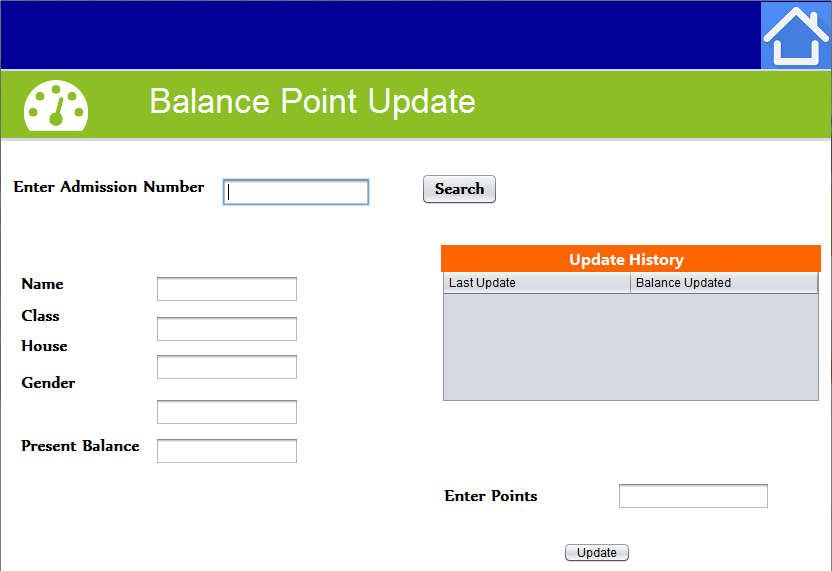 Balance Point Update
Enter Admission Number
Search
Update History
Last Update Balance Updated
Name
Class
House
Gender
Present Balance
Enter Points
Update